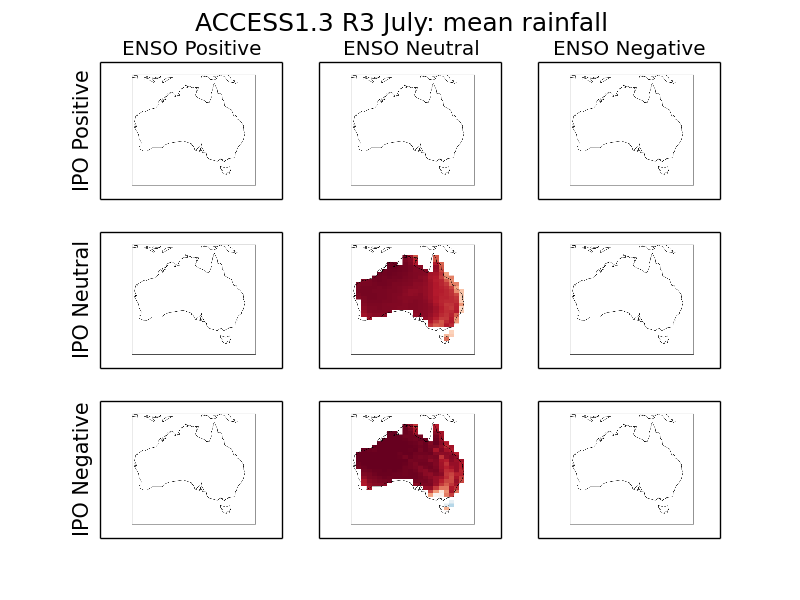 ACCESS1.3 R3 July: mean rainfall
ENSO Positive
ENSO Neutral
ENSO Negative
IPO Positive
IPO Neutral
IPO Negative